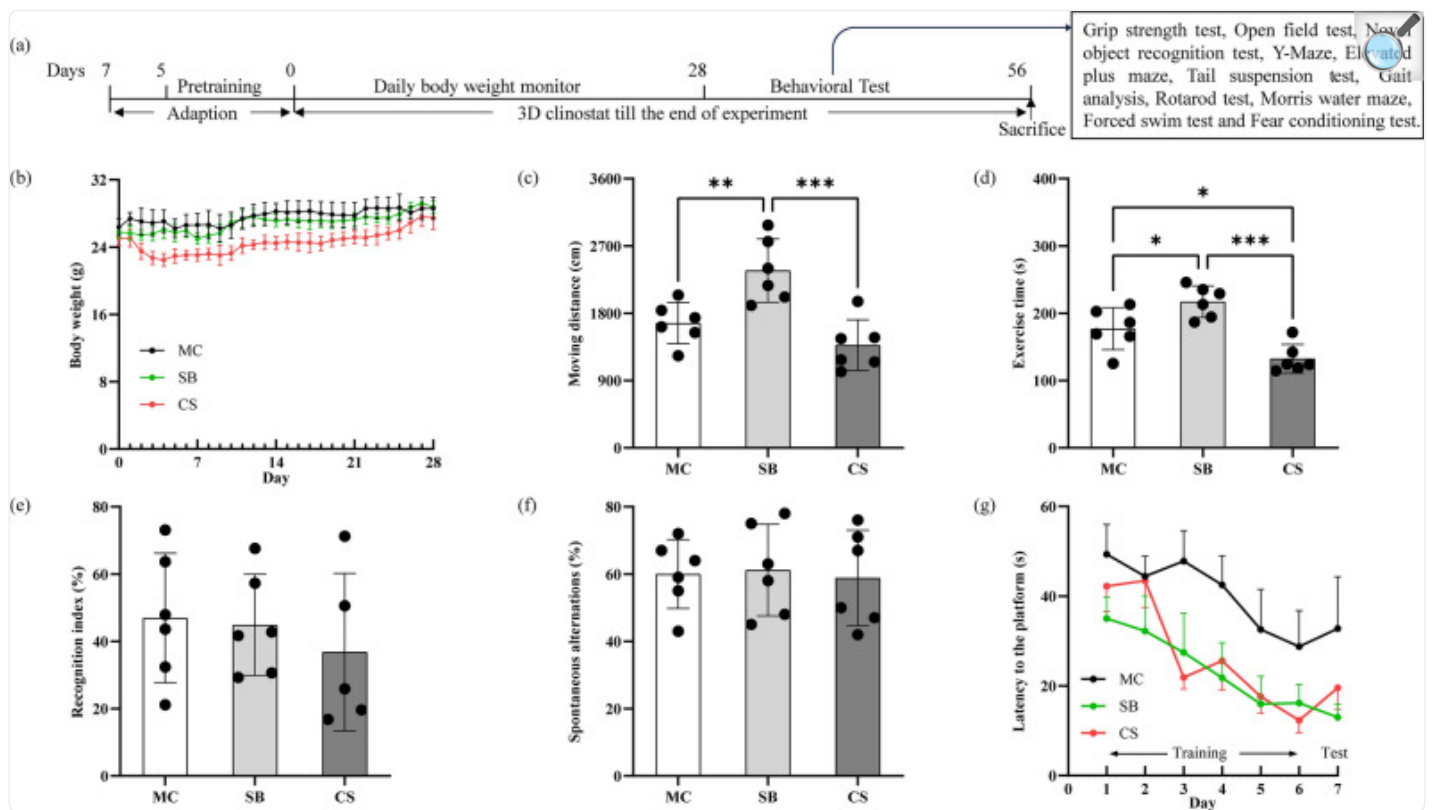 (a)
Grip strength test, Open field test, Novel
object recognition test, Y-Maze, Elevated
plus maze, Tail suspension test, Gait
analysis, Rotarod test, Morris water maze,
Forced swim test and Fear conditioning test.
Days 7 5 0 28 56
Pretraining Daily body weight monitor Behavioral Test
Adaption 3D clinostat till the end of experiment
Sacrifice
(b)
Body weight (g)
32
24
16
8
0
MC
SB
CS
0 7 14 21 28
Day
(c)
Moving distance (cm)
3600
2700
1800
900
0
** ***
MC SB CS
(d)
Exercise time (s)
400
300
200
100
0
*
* ***
MC SB CS
(e)
Recognition index (%)
80
60
40
20
0
MC SB CS
(f)
Spontaneous alternations (%)
80
60
40
20
0
MC SB CS
(g)
Latency to the platform (s)
60
40
20
0
MC
SB
CS
Training Test
0 1 2 3 4 5 6 7
Day